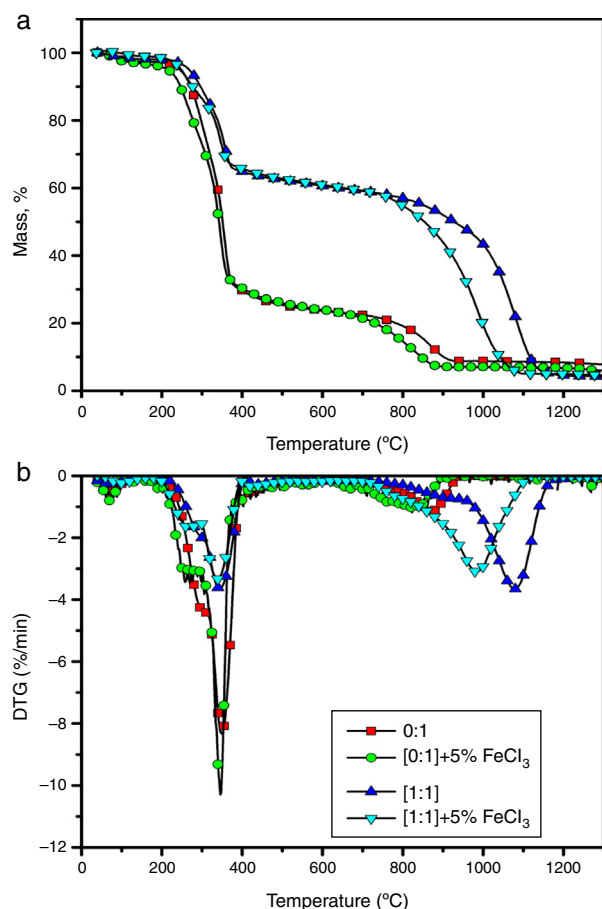 a
100
80
60
40
20
0
Mass, %
0 200 400 600 800 1000 1200
Temperature (ºC)
b
0
−2
−4
−6
−8
−10
−12
DTG (%/min)
0:1
[0:1]+5% FeCl₃
[1:1]
[1:1]+5% FeCl₃
0 200 400 600 800 1000 1200
Temperature (ºC)